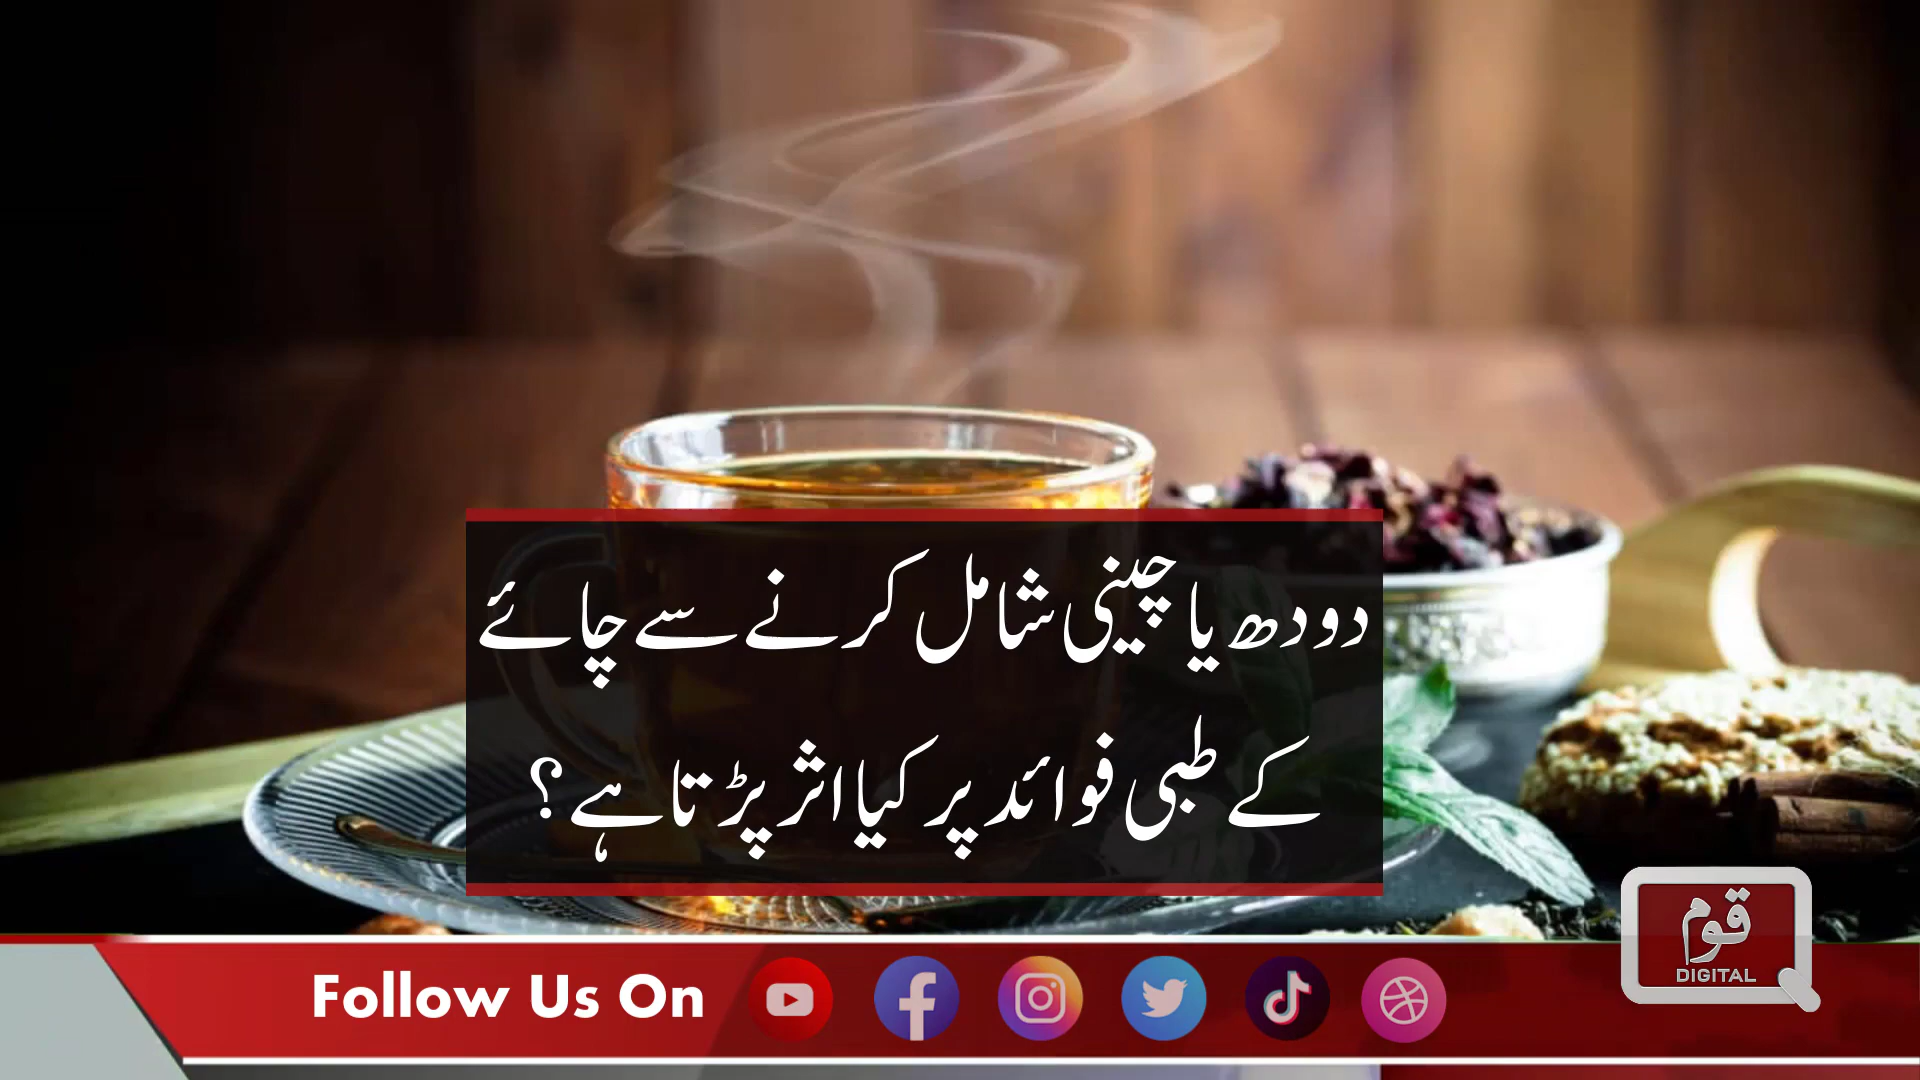 دودھ یا چینی شامل کرنے سے چائے
کے طبی فوائد پر کیا اثر پڑتا ہے؟
قوم
DIGITAL
Follow Us On